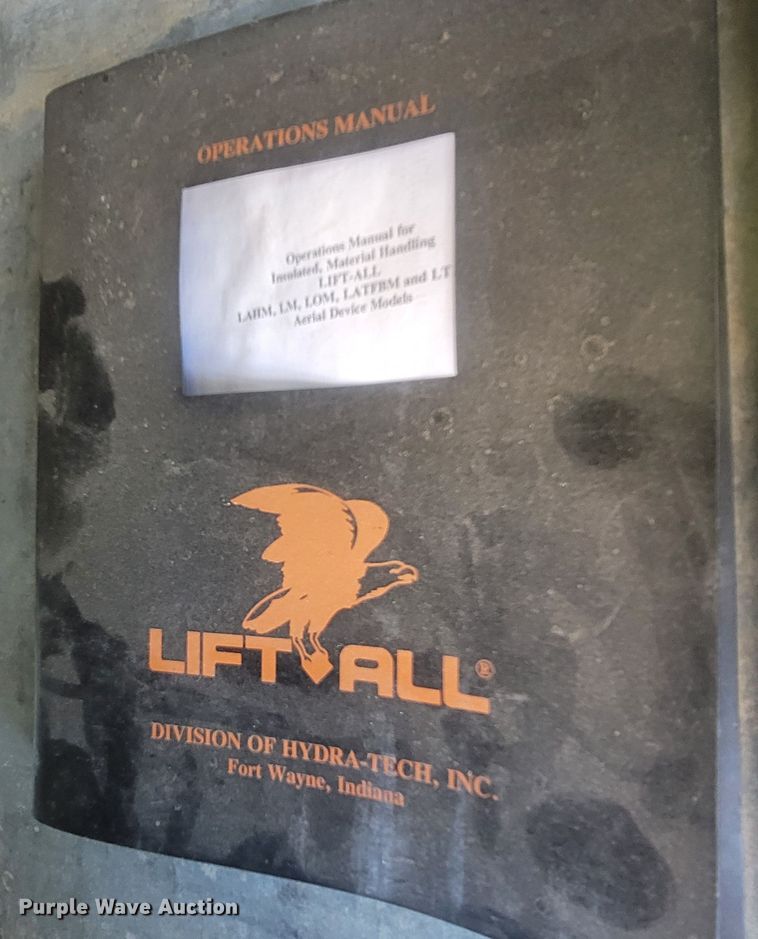 OPERATIONS MANUAL
Operations Manual for
Insulated, Material Handling
LIFT-ALL
LAHM, LM, LOM, LATFBM and LT
Aerial Device Models
LIFT ALL®
DIVISION OF HYDRA-TECH, INC.
Fort Wayne, Indiana
Purple Wave Auction